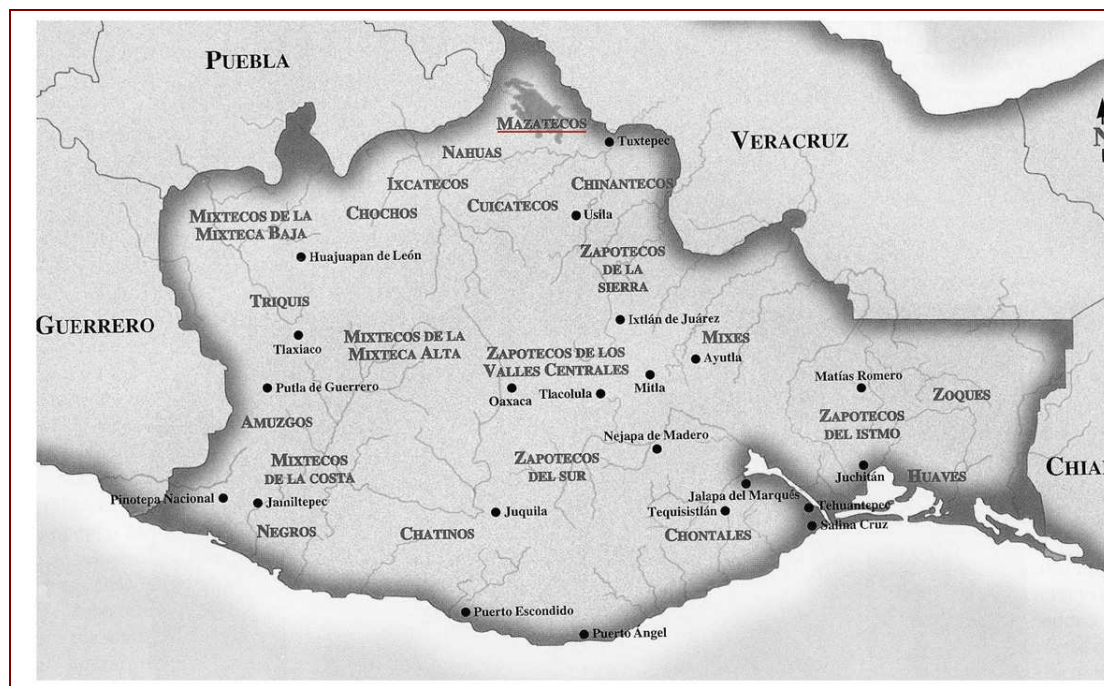 PUEBLA
MAZATECOS
Tuxtepec
VERACRUZ
N
NAHUAS
IXCATECOS
CHINANTECOS
CHOCHOS
CUICATECOS
Usila
MIXTECOS DE LA
MIXTECA BAJA
Huajuapan de León
ZAPOTECOS
DE LA
SIERRA
TRIQUIS
GUERRERO
Tlaxiaco
MIXTECOS DE LA
MIXTECA ALTA
Ixtlán de Juárez
MIXES
Ayutla
ZAPOTECOS DE LOS
VALLES CENTRALES
Putla de Guerrero
Oaxaca
Tlacolula
Mitla
Matías Romero
ZOQUES
AMUZGOS
ZAPOTECOS
DEL ISTMO
Nejapa de Madero
MIXTECOS
DE LA COSTA
ZAPOTECOS
DEL SUR
Juchitán
HUAVES
CHIA
Pinotepa Nacional
Jamiltepec
Jalapa del Marqués
Tehuantepec
Juquila
Tequisistlán
Salina Cruz
NEGROS
CHATINOS
CHONTALES
Puerto Escondido
Puerto Ángel